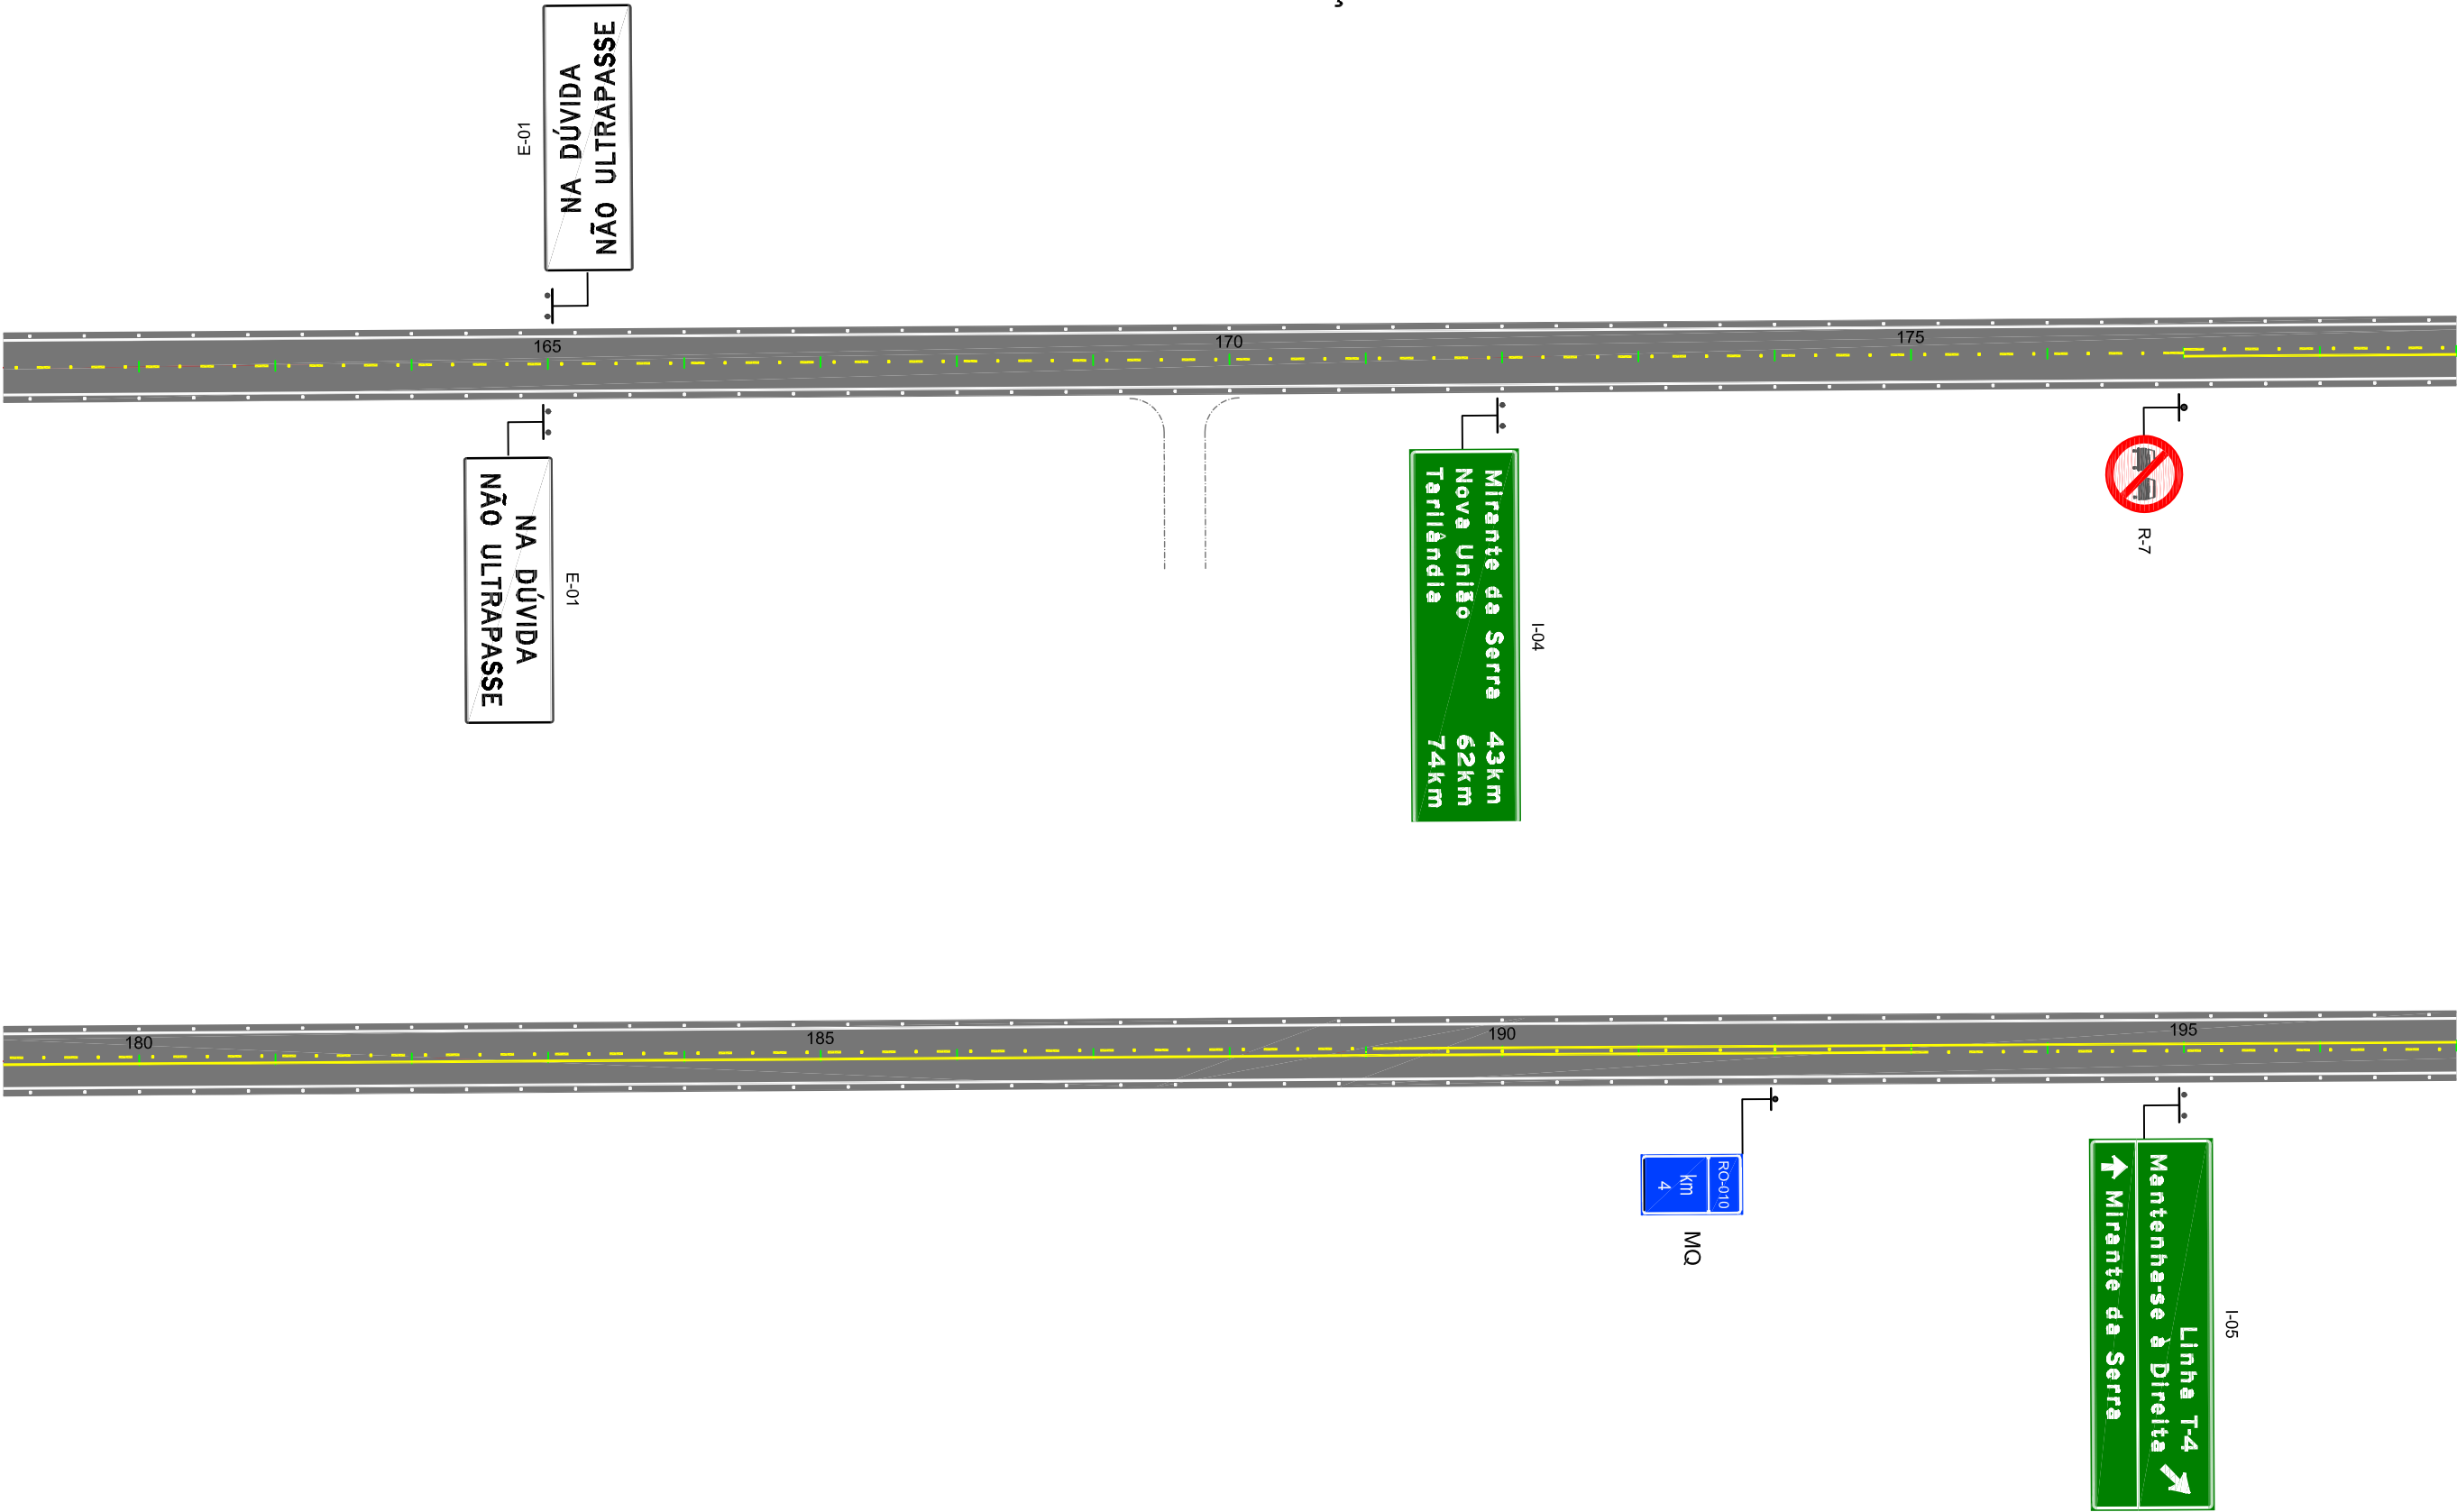 NA DÚVIDA
NÃO ULTRAPASSE
E-01
165
170
175
NA DÚVIDA
NÃO ULTRAPASSE
E-01
Mirante da Serra 43km
Nova União 62km
Tarilândia 74km
I-04
R-7
180
185
190
195
RO-010
km
4
MQ
Linha T-4
Mantenha-se à Direita
Mirante da Serra
I-05